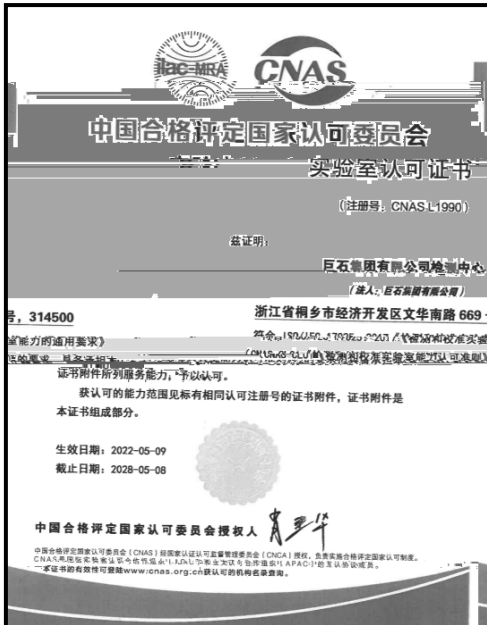 ilac-MRA
CNAS
中国合格评定国家认可委员会
实验室认可证书
(注册号：CNAS L1990)
兹证明：
巨石集团有限公司检测中心
(法人：巨石集团有限公司)
浙江省桐乡市经济开发区文华南路 669
号，314500
符合
室能力的通用要求》
证书附件所列服务能力，予以认可。
获认可的能力范围见标有相同认可注册号的证书附件，证书附件是
本证书组成部分。
生效日期：2022-05-09
截止日期：2028-05-08
中国合格评定国家认可委员会授权人
中国合格评定国家认可委员会（CNAS）经国家认证认可监督管理委员会（CNCA）授权，负责实施合格评定国家认可制度。
本证书的有效性可登陆www.cnas.org.cn获认可的机构名录查询。